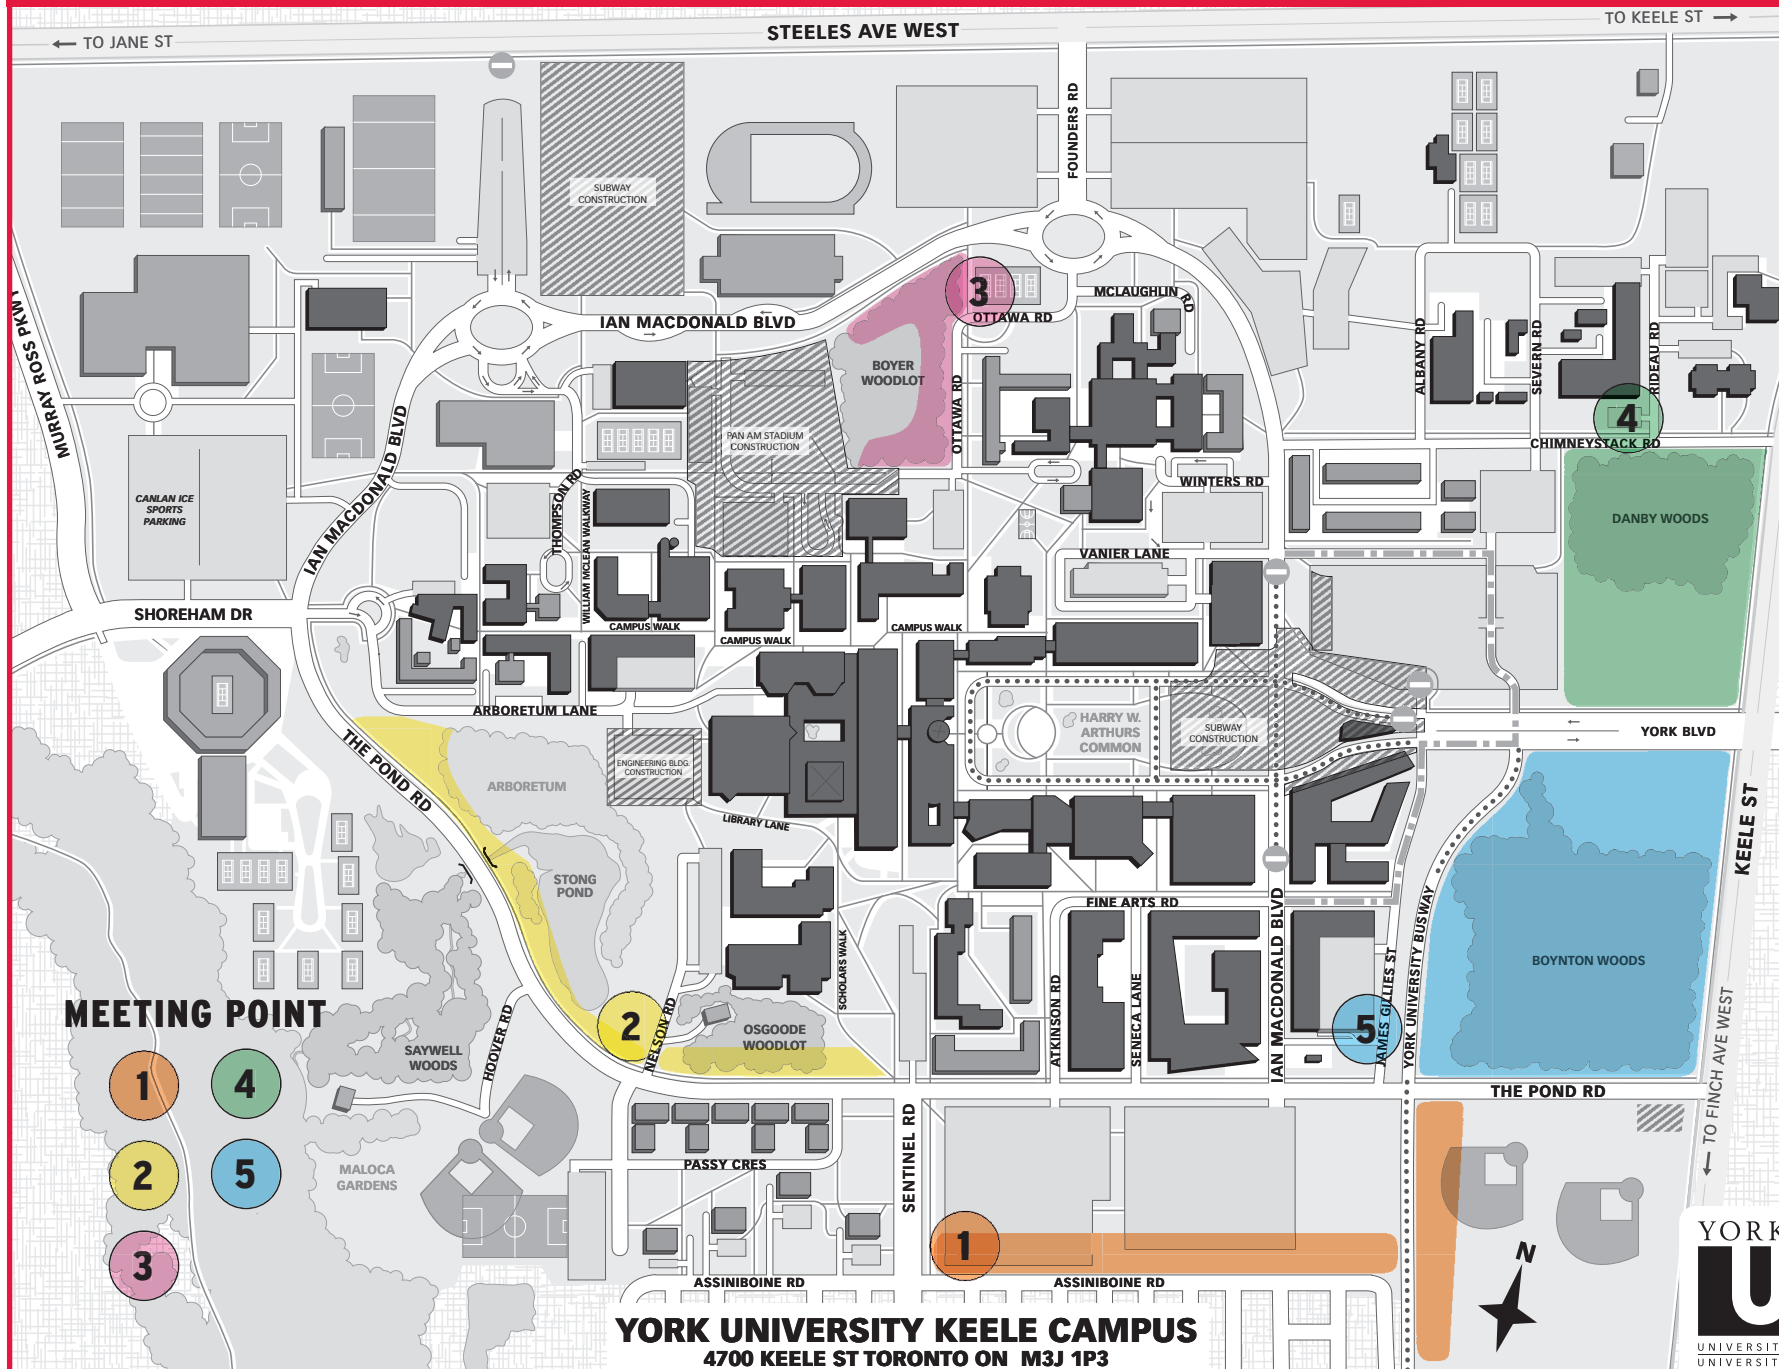 ← TO JANE ST
STEELES AVE WEST
TO KEELE ST →
FOUNDERS RD
SUBWAY
CONSTRUCTION
MURRAY ROSS PKWY
3
MCLAUGHLIN RD
OTTAWA RD
IAN MACDONALD BLVD
BOYER
WOODLOT
OTTAWA RD
ALBANY RD
SEVERN RD
RIDEAU RD
4
CHIMNEYSTACK RD
PAN AM STADIUM
CONSTRUCTION
IAN MACDONALD BLVD
CANLAN ICE
SPORTS
PARKING
THOMPSON RD
WILLIAM MCLEAN WALKWAY
WINTERS RD
DANBY WOODS
VANIER LANE
SHOREHAM DR
CAMPUS WALK
CAMPUS WALK
CAMPUS WALK
ARBORETUM LANE
HARRY W.
ARTHURS
COMMON
SUBWAY
CONSTRUCTION
YORK BLVD
THE POND RD
ENGINEERING BLDG.
CONSTRUCTION
ARBORETUM
LIBRARY LANE
KEELE ST
STONG
POND
FINE ARTS RD
IAN MACDONALD BLVD
SCHOLARS WALK
ATKINSON RD
SENECA LANE
JAMES GILLIES ST
YORK UNIVERSITY BUSWAY
BOYNTON WOODS
MEETING POINT
2
NELSON RD
OSGOODE
WOODLOT
5
← TO FINCH AVE WEST
HOOVER RD
SAYWELL
WOODS
THE POND RD
1
4
2
5
3
MALOCA
GARDENS
PASSY CRES
SENTINEL RD
1
ASSINIBOINE RD
ASSINIBOINE RD
N
YORK
U
UNIVERSIT
UNIVERSI
YORK UNIVERSITY KEELE CAMPUS
4700 KEELE ST TORONTO ON M3J 1P3